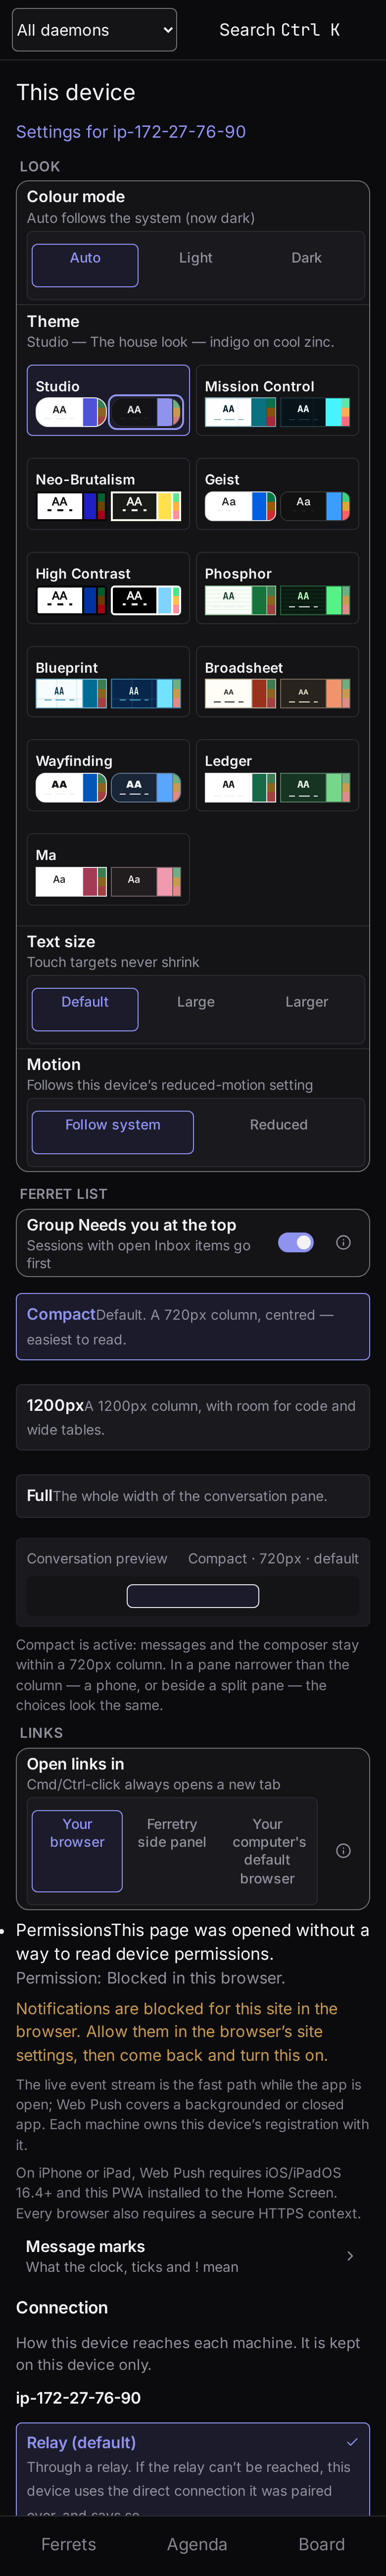 All daemons
Search Ctrl K
This device
Settings for ip-172-27-76-90
LOOK
Colour mode
Auto follows the system (now dark)
Auto Light Dark
Theme
Studio — The house look — indigo on cool zinc.
Studio
AA AA
Mission Control
AA AA
Neo-Brutalism
AA AA
Geist
Aa Aa
High Contrast
AA AA
Phosphor
AA AA
Blueprint
AA AA
Broadsheet
AA AA
Wayfinding
AA AA
Ledger
AA AA
Ma
Aa Aa
Text size
Touch targets never shrink
Default Large Larger
Motion
Follows this device’s reduced-motion setting
Follow system Reduced
FERRET LIST
Group Needs you at the top
Sessions with open Inbox items go
first
CompactDefault. A 720px column, centred —
easiest to read.
1200pxA 1200px column, with room for code and
wide tables.
FullThe whole width of the conversation pane.
Conversation preview Compact · 720px · default
Compact is active: messages and the composer stay
within a 720px column. In a pane narrower than the
column — a phone, or beside a split pane — the
choices look the same.
LINKS
Open links in
Cmd/Ctrl-click always opens a new tab
Your
browser
Ferretry
side panel
Your
computer's
default
browser
PermissionsThis page was opened without a
way to read device permissions.
Permission: Blocked in this browser.
Notifications are blocked for this site in the
browser. Allow them in the browser’s site
settings, then come back and turn this on.
The live event stream is the fast path while the app is
open; Web Push covers a backgrounded or closed
app. Each machine owns this device’s registration with
it.
On iPhone or iPad, Web Push requires iOS/iPadOS
16.4+ and this PWA installed to the Home Screen.
Every browser also requires a secure HTTPS context.
Message marks
What the clock, ticks and ! mean
Connection
How this device reaches each machine. It is kept
on this device only.
ip-172-27-76-90
Relay (default)
Through a relay. If the relay can’t be reached, this
device uses the direct connection it was paired
over, and says so.
Ferrets Agenda Board